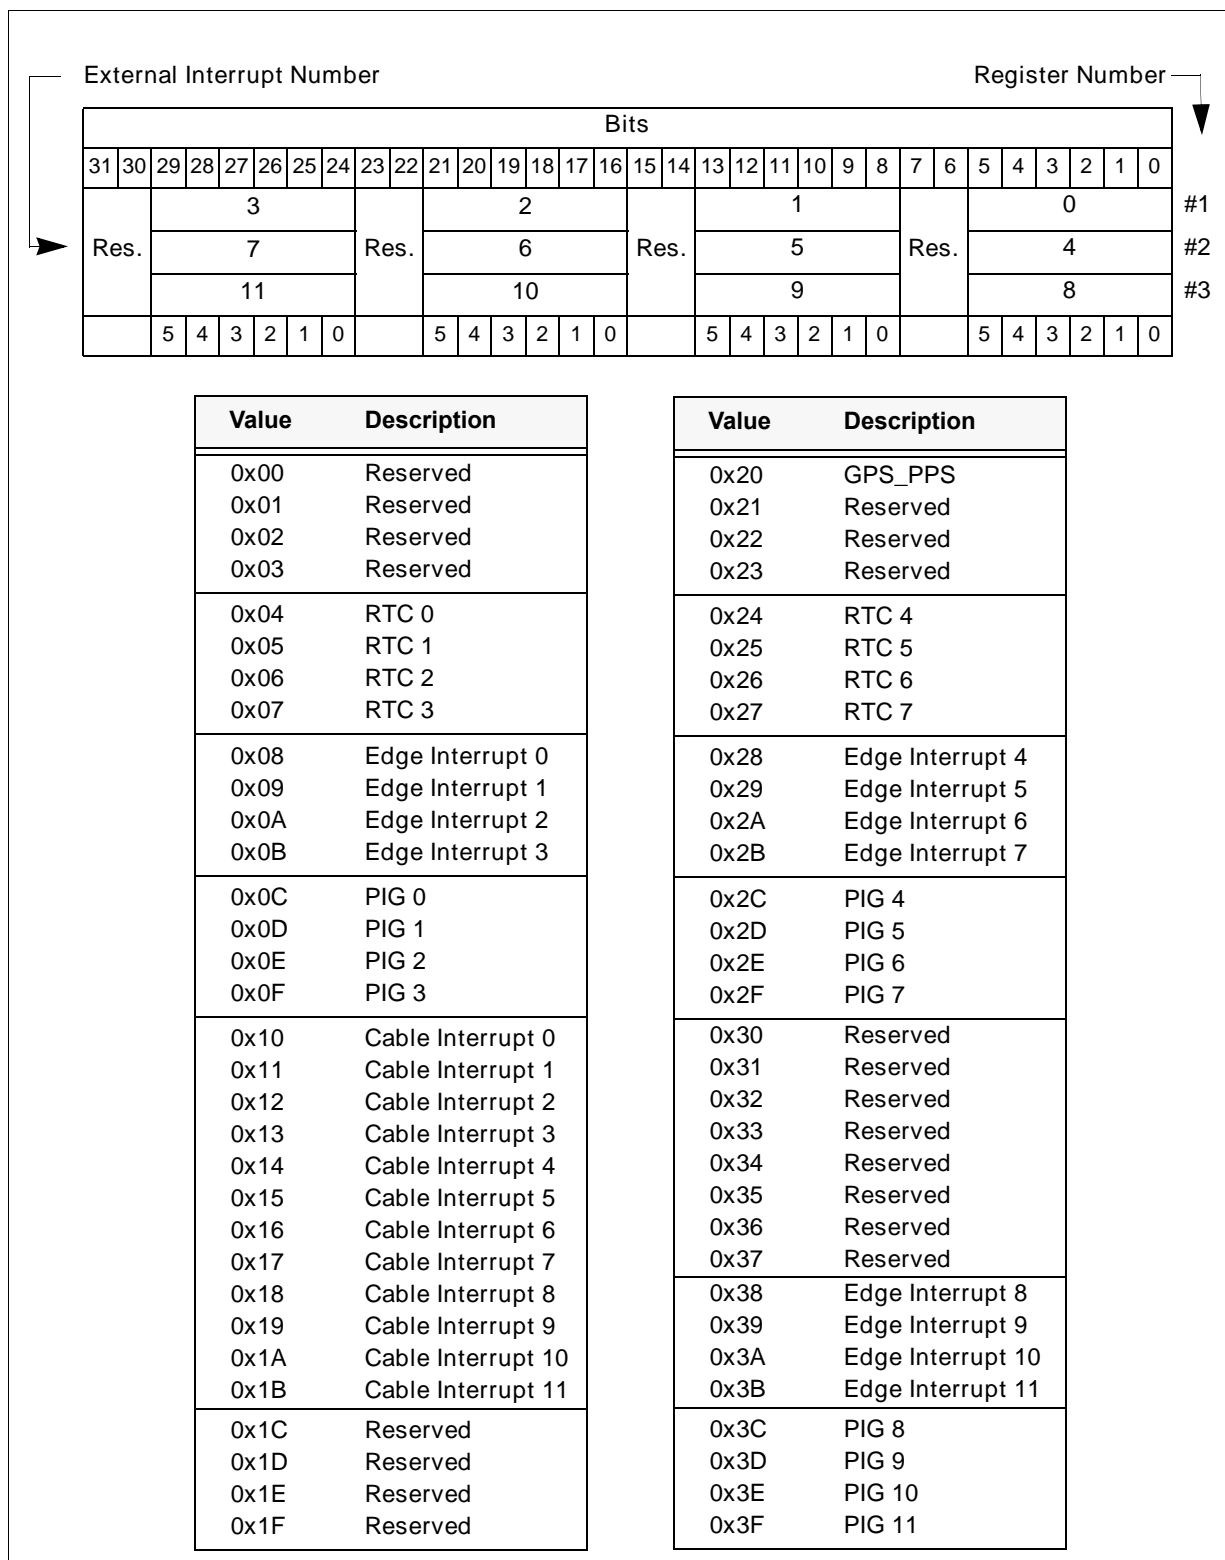 External Interrupt Number Register Number
Bits
31 30 29 28 27 26 25 24 23 22 21 20 19 18 17 16 15 14 13 12 11 10 9 8 7 6 5 4 3 2 1 0
3 2 1 0 #1
Res. 7 Res. 6 Res. 5 Res. 4 #2
11 10 9 8 #3
5 4 3 2 1 0 5 4 3 2 1 0 5 4 3 2 1 0 5 4 3 2 1 0
Value Description
0x00 Reserved
0x01 Reserved
0x02 Reserved
0x03 Reserved
0x04 RTC 0
0x05 RTC 1
0x06 RTC 2
0x07 RTC 3
0x08 Edge Interrupt 0
0x09 Edge Interrupt 1
0x0A Edge Interrupt 2
0x0B Edge Interrupt 3
0x0C PIG 0
0x0D PIG 1
0x0E PIG 2
0x0F PIG 3
0x10 Cable Interrupt 0
0x11 Cable Interrupt 1
0x12 Cable Interrupt 2
0x13 Cable Interrupt 3
0x14 Cable Interrupt 4
0x15 Cable Interrupt 5
0x16 Cable Interrupt 6
0x17 Cable Interrupt 7
0x18 Cable Interrupt 8
0x19 Cable Interrupt 9
0x1A Cable Interrupt 10
0x1B Cable Interrupt 11
0x1C Reserved
0x1D Reserved
0x1E Reserved
0x1F Reserved
Value Description
0x20 GPS_PPS
0x21 Reserved
0x22 Reserved
0x23 Reserved
0x24 RTC 4
0x25 RTC 5
0x26 RTC 6
0x27 RTC 7
0x28 Edge Interrupt 4
0x29 Edge Interrupt 5
0x2A Edge Interrupt 6
0x2B Edge Interrupt 7
0x2C PIG 4
0x2D PIG 5
0x2E PIG 6
0x2F PIG 7
0x30 Reserved
0x31 Reserved
0x32 Reserved
0x33 Reserved
0x34 Reserved
0x35 Reserved
0x36 Reserved
0x37 Reserved
0x38 Edge Interrupt 8
0x39 Edge Interrupt 9
0x3A Edge Interrupt 10
0x3B Edge Interrupt 11
0x3C PIG 8
0x3D PIG 9
0x3E PIG 10
0x3F PIG 11